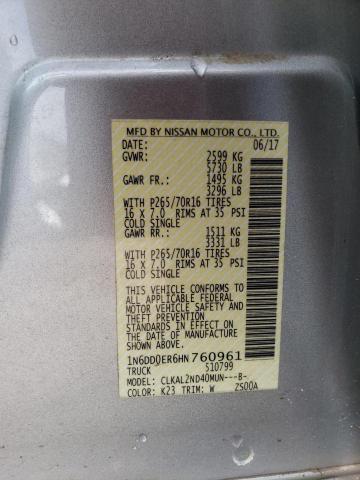 MFD BY NISSAN MOTOR CO., LTD.
DATE: 06/17
GVWR: 2599 KG
5730 LB
GAWR FR.: 1495 KG
3296 LB
WITH P265/70R16 TIRES
16 X 7.0 RIMS AT 35 PSI
COLD SINGLE
GAWR RR.: 1511 KG
3331 LB
WITH P265/70R16 TIRES
16 X 7.0 RIMS AT 35 PSI
COLD SINGLE
THIS VEHICLE CONFORMS TO
ALL APPLICABLE FEDERAL
MOTOR VEHICLE SAFETY
AND THEFT PREVENTION
STANDARDS IN EFFECT ON
THE DATE OF MANUFACTURE
SHOWN ABOVE.
1N6DD0ER6HN760961
TRUCK S10799
MODEL: CLKAL2ND40MUN---B-
COLOR: K23 TRIM: W ZS00A